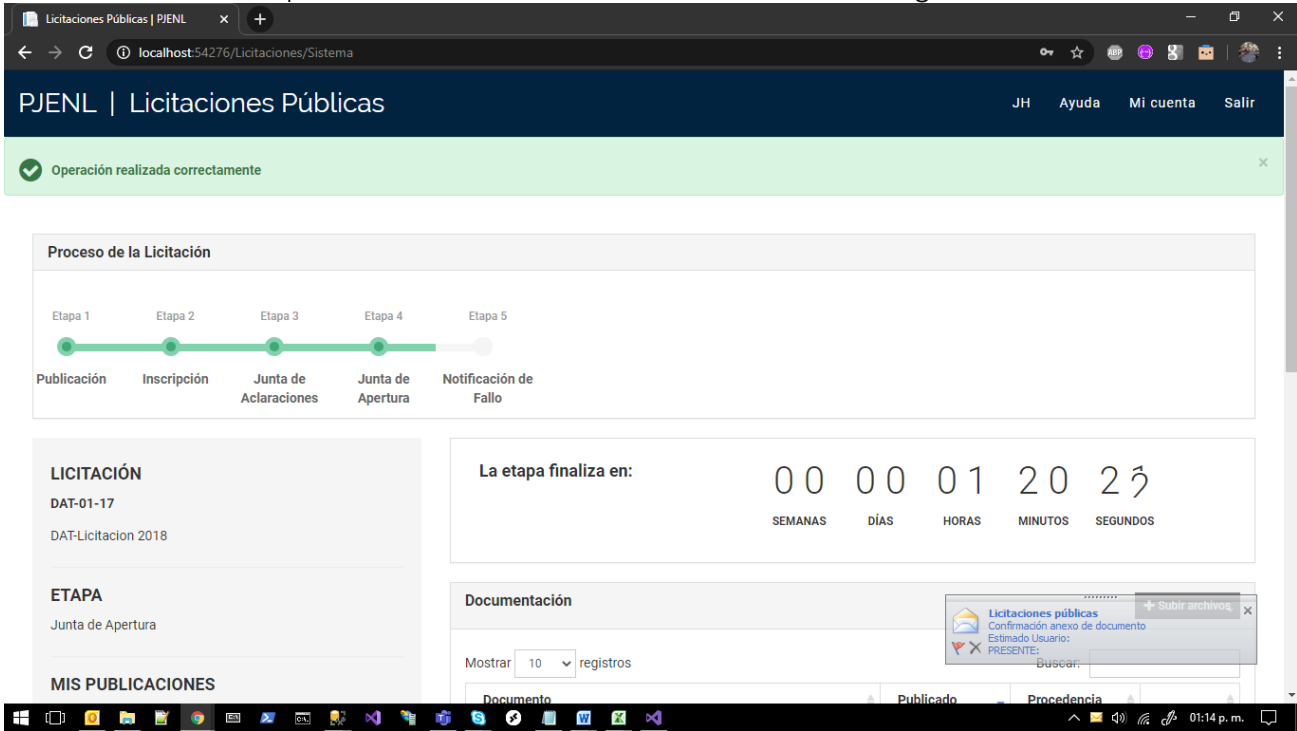 Licitaciones Públicas | PJENL
localhost:54276/Licitaciones/Sistema
PJENL | Licitaciones Públicas
JH Ayuda Mi cuenta Salir
Operación realizada correctamente
Proceso de la Licitación
Etapa 1 Etapa 2 Etapa 3 Etapa 4 Etapa 5
Publicación Inscripción Junta de Aclaraciones Junta de Apertura Notificación de Fallo
LICITACIÓN
DAT-01-17
DAT-Licitacion 2018
ETAPA
Junta de Apertura
MIS PUBLICACIONES
La etapa finaliza en:
00 00 01 20 2
SEMANAS DÍAS HORAS MINUTOS SEGUNDOS
Documentación
+ Subir archivos
Licitaciones públicas
Confirmación anexo de documento
Estimado Usuario:
PRESENTE:
Mostrar 10 registros
Buscar:
Documento Publicado Procedencia
01:14 p. m.